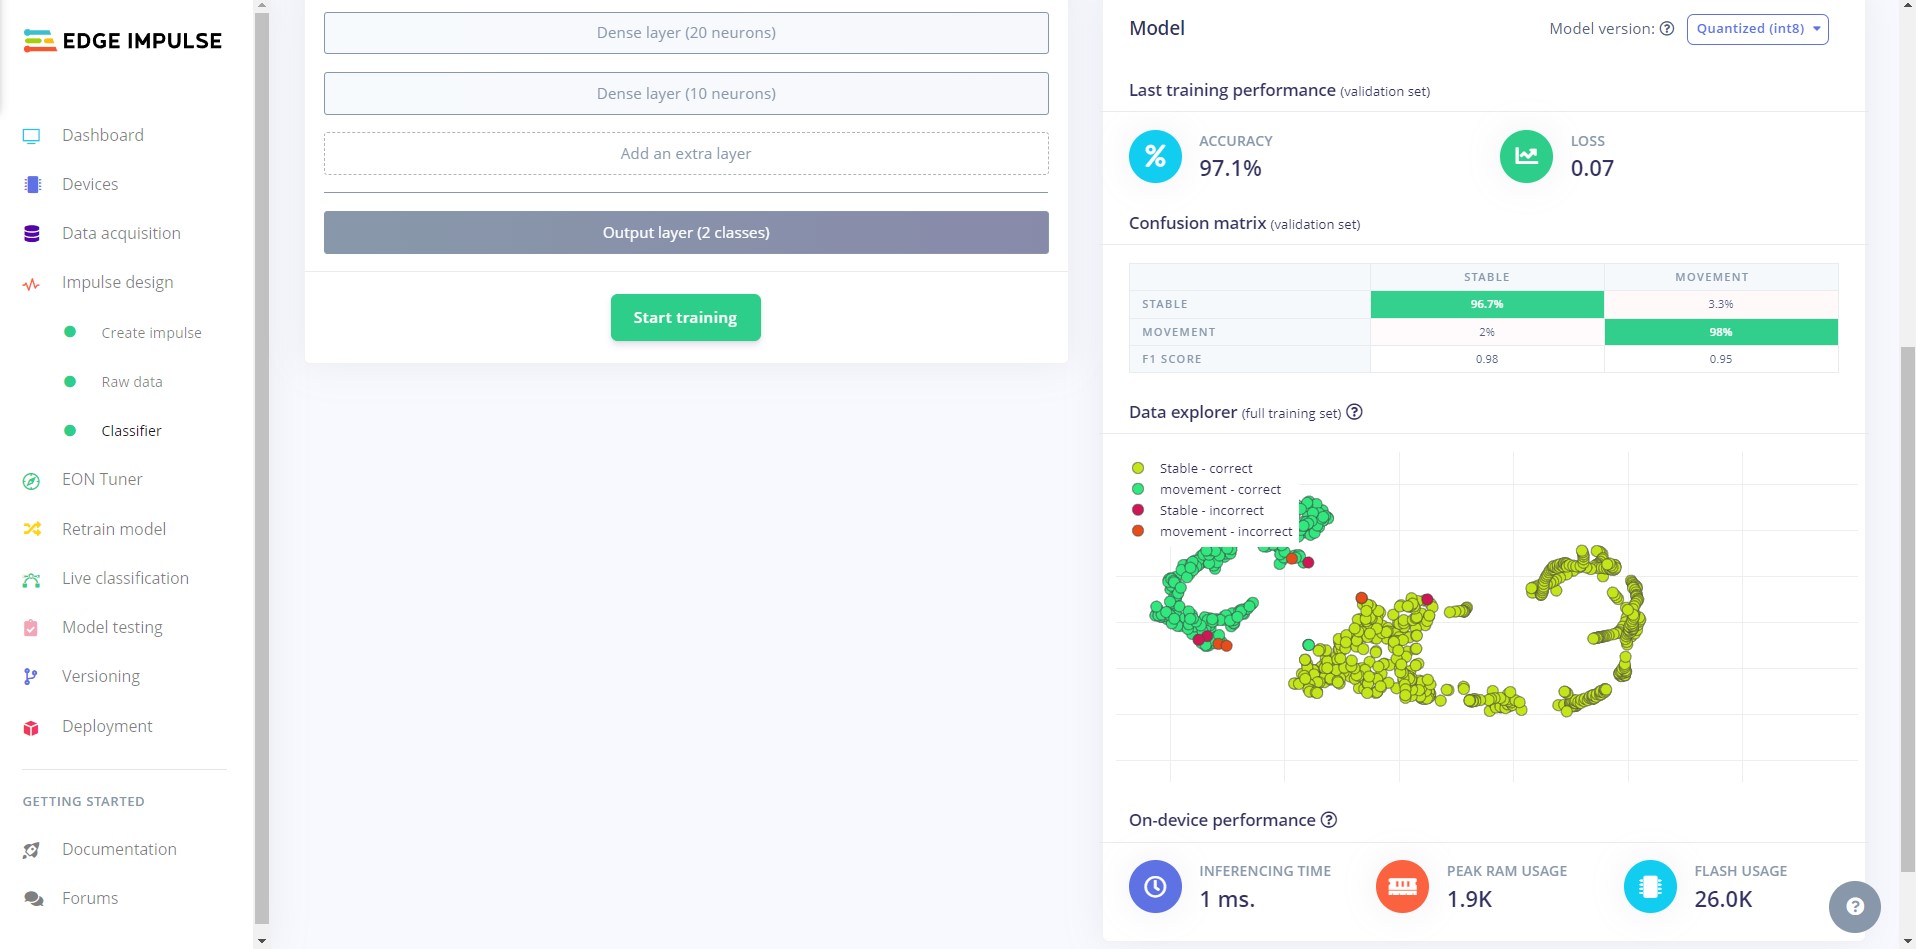 EDGE IMPULSE
Dashboard
Devices
Data acquisition
Impulse design
Create impulse
Raw data
Classifier
EON Tuner
Retrain model
Live classification
Model testing
Versioning
Deployment
GETTING STARTED
Documentation
Forums
Dense layer (20 neurons)
Dense layer (10 neurons)
Add an extra layer
Output layer (2 classes)
Start training
Model
Model version: ? Quantized (int8)
Last training performance (validation set)
% ACCURACY
97.1%
LOSS
0.07
Confusion matrix (validation set)
STABLE MOVEMENT
STABLE 96.7% 3.3%
MOVEMENT 2% 98%
F1 SCORE 0.98 0.95
Data explorer (full training set) ?
Stable - correct
movement - correct
Stable - incorrect
movement - incorrect
On-device performance ?
INFERENCING TIME
1 ms.
PEAK RAM USAGE
1.9K
FLASH USAGE
26.0K
?